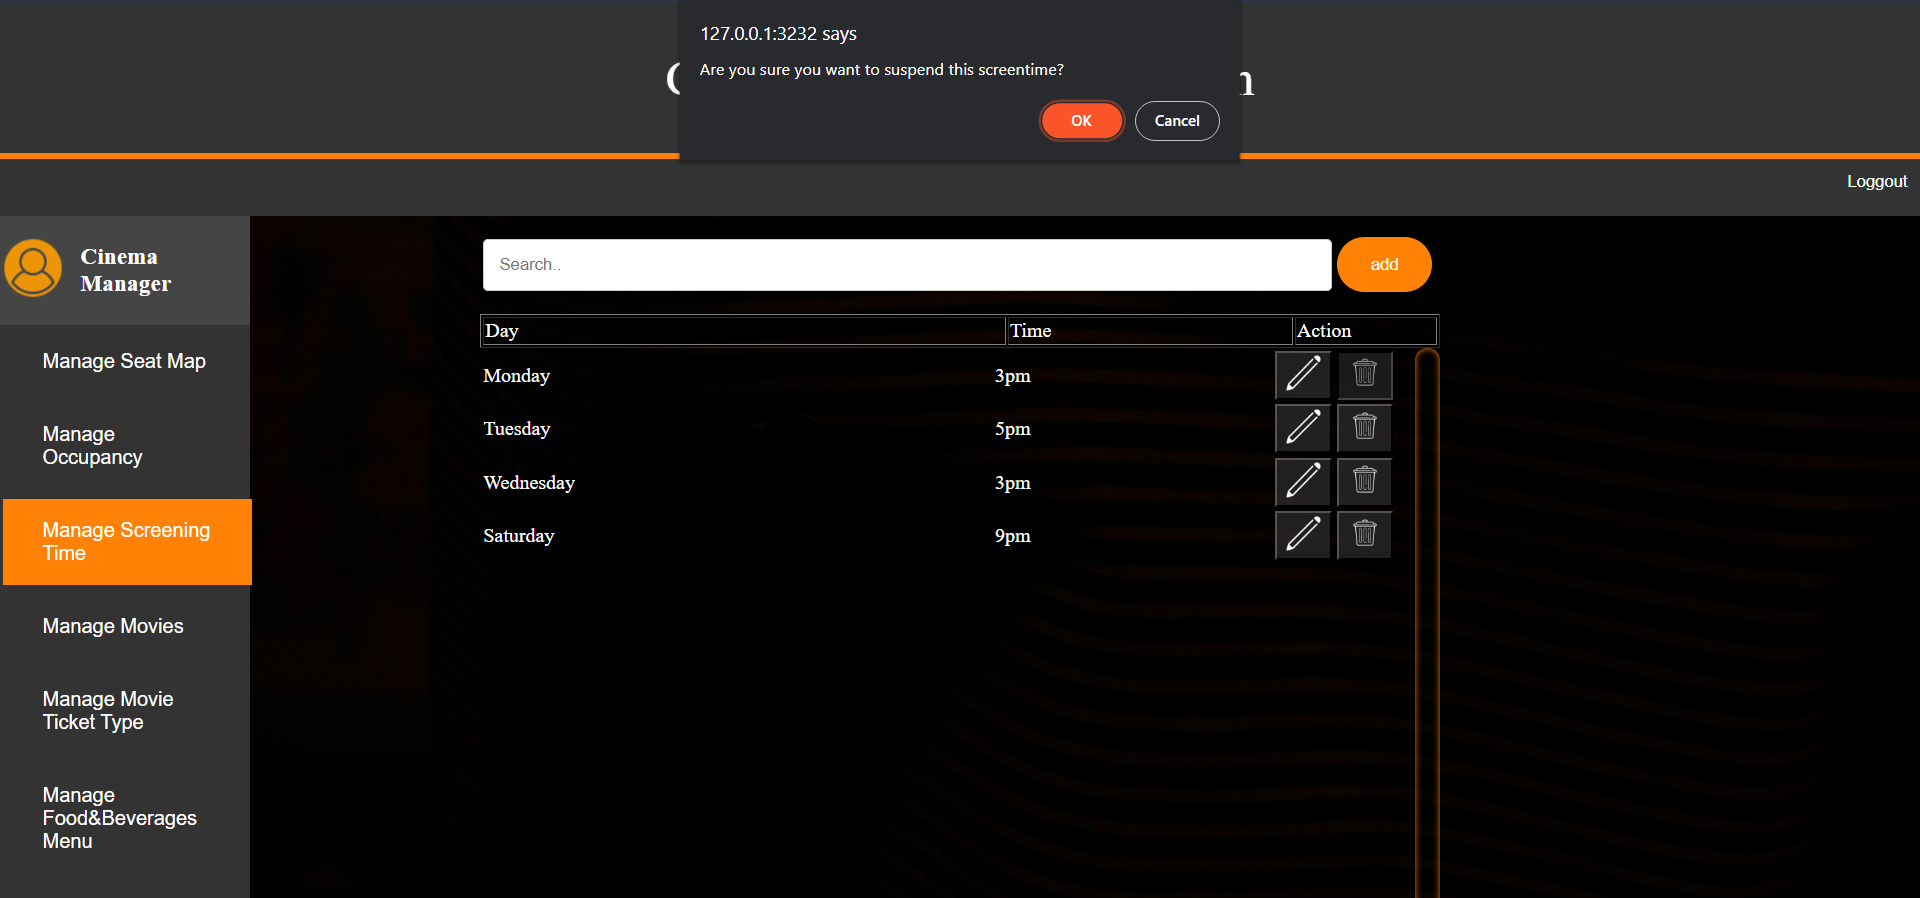 127.0.0.1:3232 says
Are you sure you want to suspend this screentime?
OK Cancel
Loggout
Cinema
Manager
Manage Seat Map
Manage
Occupancy
Manage Screening
Time
Manage Movies
Manage Movie
Ticket Type
Manage
Food&Beverages
Menu
Search..
add
Day Time Action
Monday 3pm
Tuesday 5pm
Wednesday 3pm
Saturday 9pm